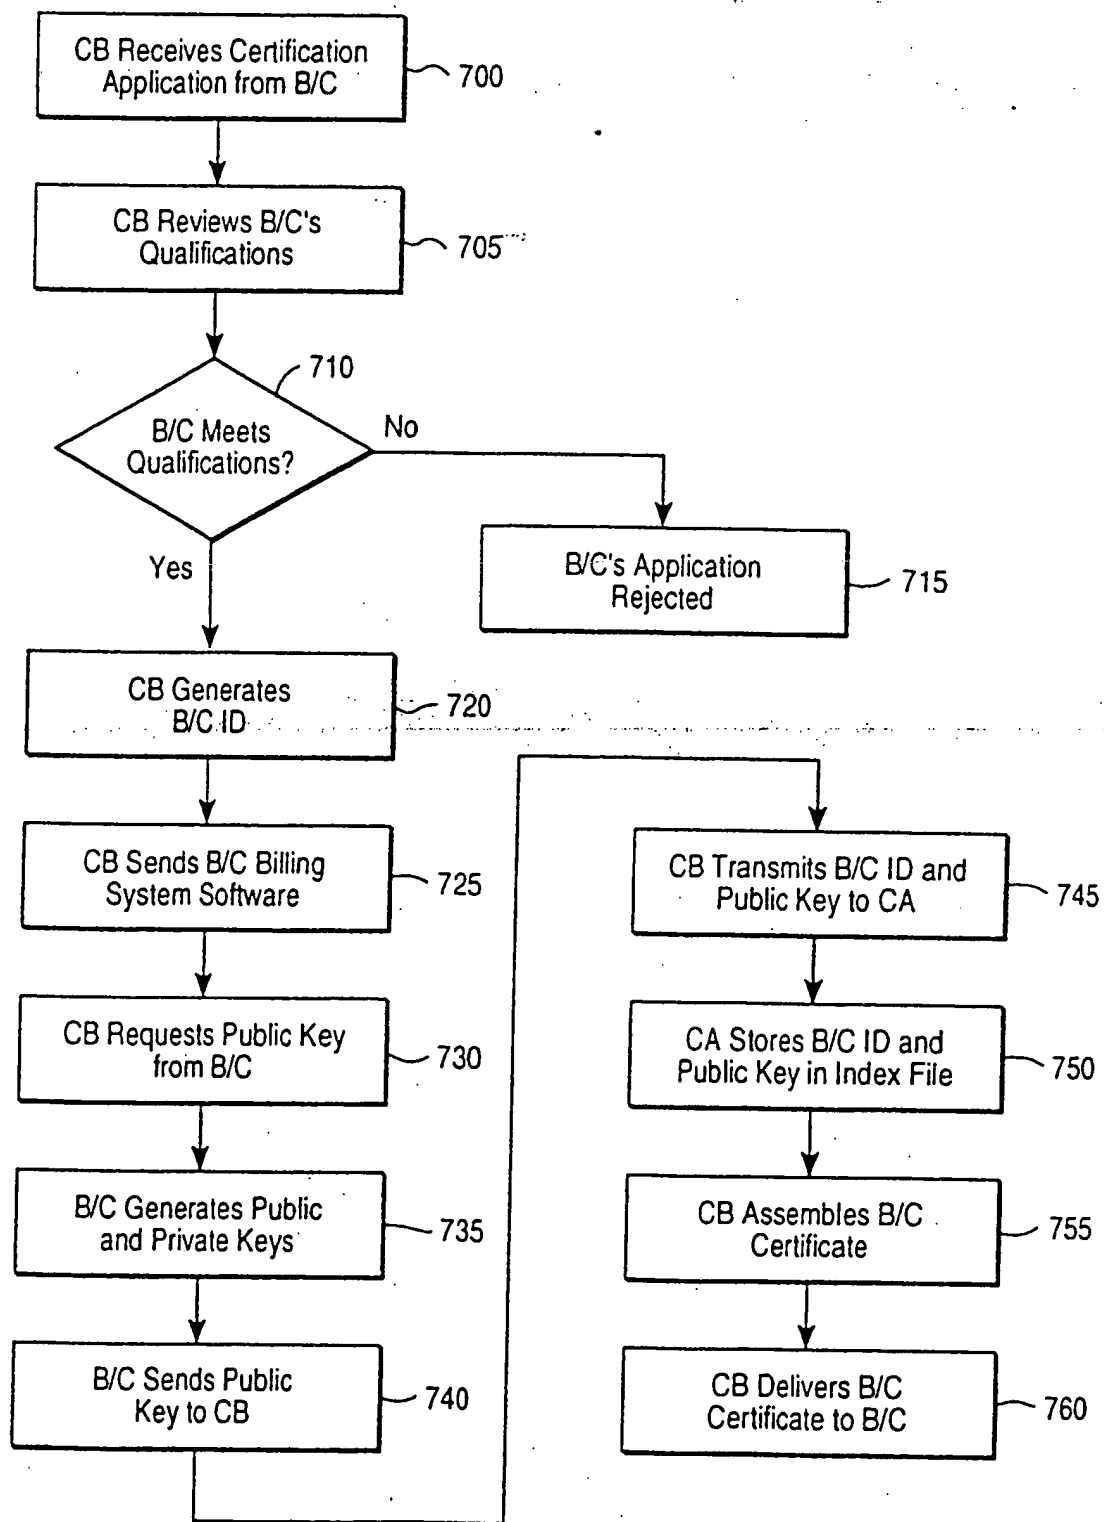 CB Receives Certification
Application from B/C
700
CB Reviews B/C's
Qualifications
705
710
B/C Meets
Qualifications?
No
Yes
B/C's Application
Rejected
715
CB Generates
B/C ID
720
CB Sends B/C Billing
System Software
725
CB Requests Public Key
from B/C
730
B/C Generates Public
and Private Keys
735
B/C Sends Public
Key to CB
740
CB Transmits B/C ID and
Public Key to CA
745
CA Stores B/C ID and
Public Key in Index File
750
CB Assembles B/C
Certificate
755
CB Delivers B/C
Certificate to B/C
760